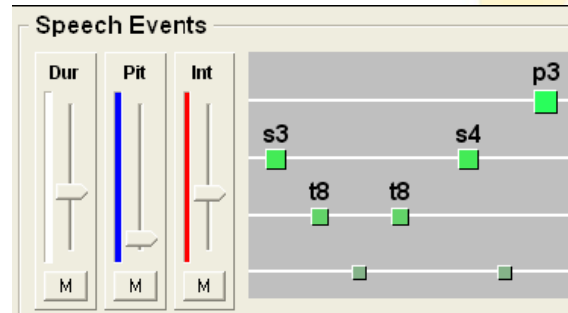 Speech Events
Dur Pit Int
p3
s3 s4
t8 t8
M M M